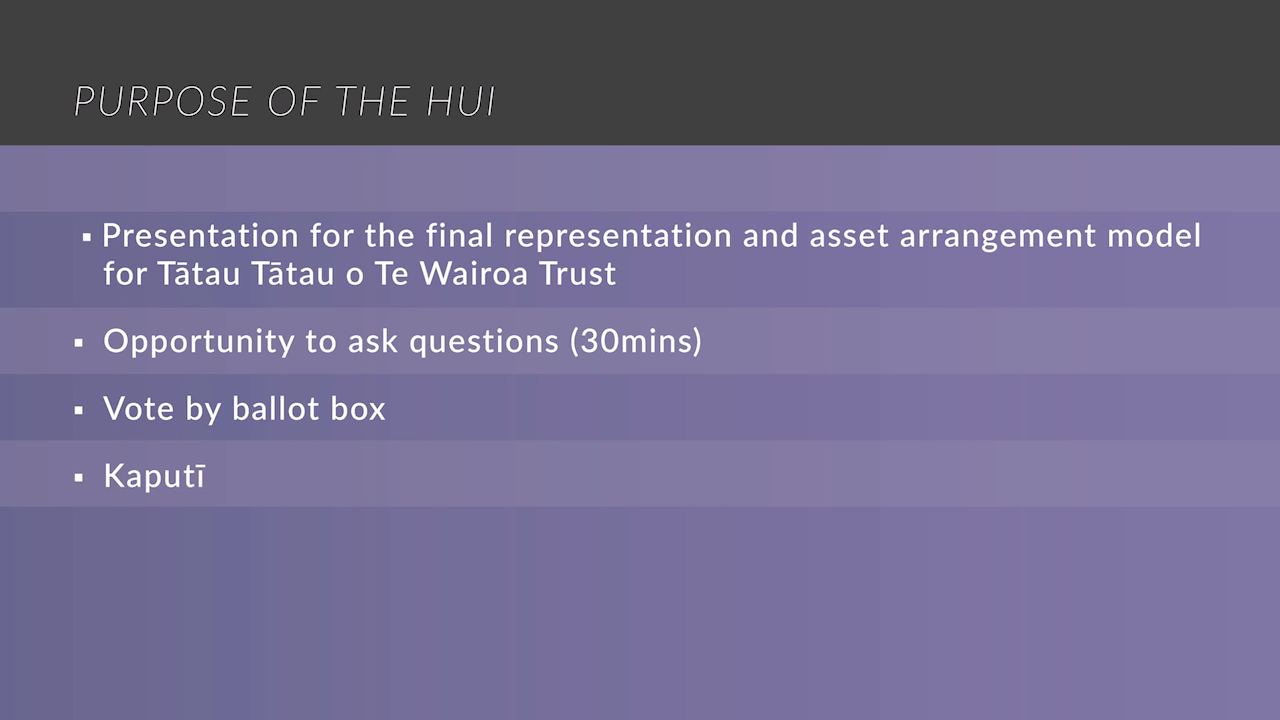 PURPOSE OF THE HUI
▪ Presentation for the final representation and asset arrangement model
for Tātau Tātau o Te Wairoa Trust
▪ Opportunity to ask questions (30mins)
▪ Vote by ballot box
▪ Kaputī